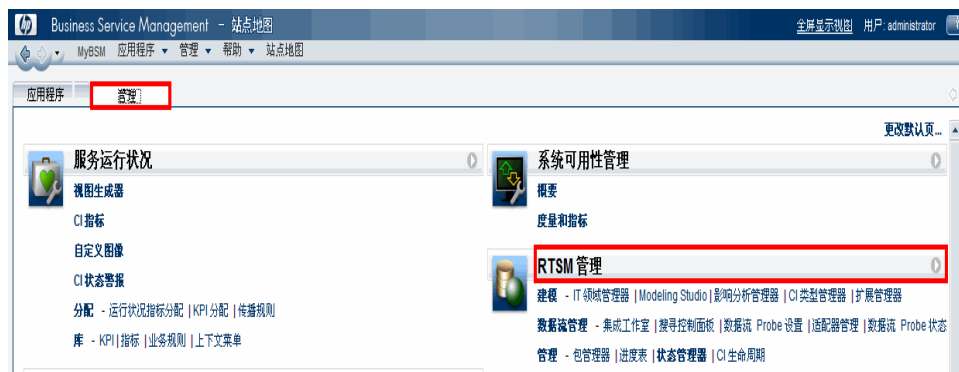 Business Service Management - 站点地图 全屏显示视图 用户: administrator
MyBSM 应用程序 管理 帮助 站点地图
应用程序 管理
更改默认页...
服务运行状况
视图生成器
CI 指标
自定义图像
CI 状态警报
分配 - 运行状况指标分配 | KPI 分配 | 传播规则
库 - KPI | 指标 | 业务规则 | 上下文菜单
系统可用性管理
概要
度量和指标
RTSM 管理
建模 - IT 领域管理器 | Modeling Studio | 影响分析管理器 | CI 类型管理器 | 扩展管理器
数据流管理 - 集成工作室 | 搜寻控制面板 | 数据流 Probe 设置 | 适配器管理 | 数据流 Probe 状态
管理 - 包管理器 | 进度表 | 状态管理器 | CI 生命周期